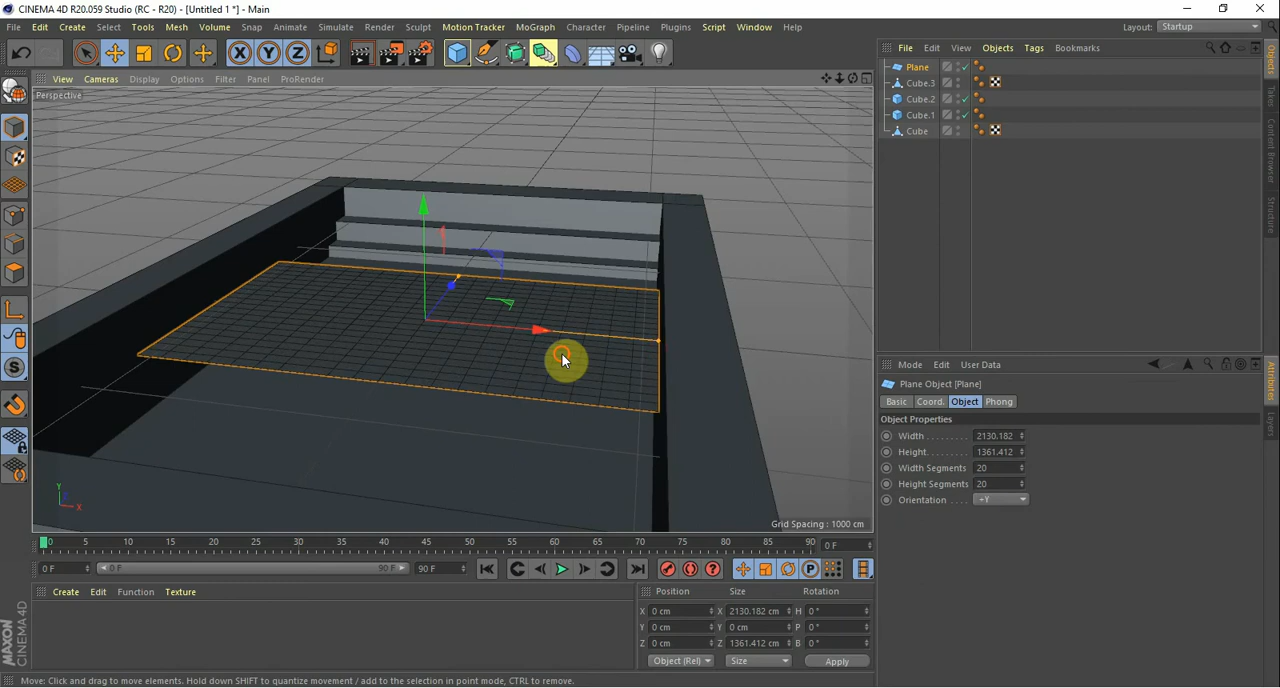 CINEMA 4D R20.059 Studio (RC - R20) - [Untitled 1 *] - Main
File Edit Create Select Tools Mesh Volume Snap Animate Simulate Render Sculpt Motion Tracker MoGraph Character Pipeline Plugins Script Window Help
Layout: Startup
View Cameras Display Options Filter Panel ProRender
Perspective
File Edit View Objects Tags Bookmarks
Plane
Cube.3
Cube.2
Cube.1
Cube
Objects
Takes
Content Browser
Structure
Mode Edit User Data
Plane Object [Plane]
Basic Coord. Object Phong
Object Properties
Width 2130.182
Height 1361.412
Width Segments 20
Height Segments 20
Orientation +Y
Attributes
Layers
Y
X
Grid Spacing : 1000 cm
0 5 10 15 20 25 30 35 40 45 50 55 60 65 70 75 80 85 90 0 F
0 F 0 F 90 F 90 F
Create Edit Function Texture
Position Size Rotation
X 0 cm X 2130.182 cm H 0 °
Y 0 cm Y 0 cm P 0 °
Z 0 cm Z 1361.412 cm B 0 °
Object (Rel) Size Apply
MAXON
CINEMA 4D
Move: Click and drag to move elements. Hold down SHIFT to quantize movement / add to the selection in point mode, CTRL to remove.